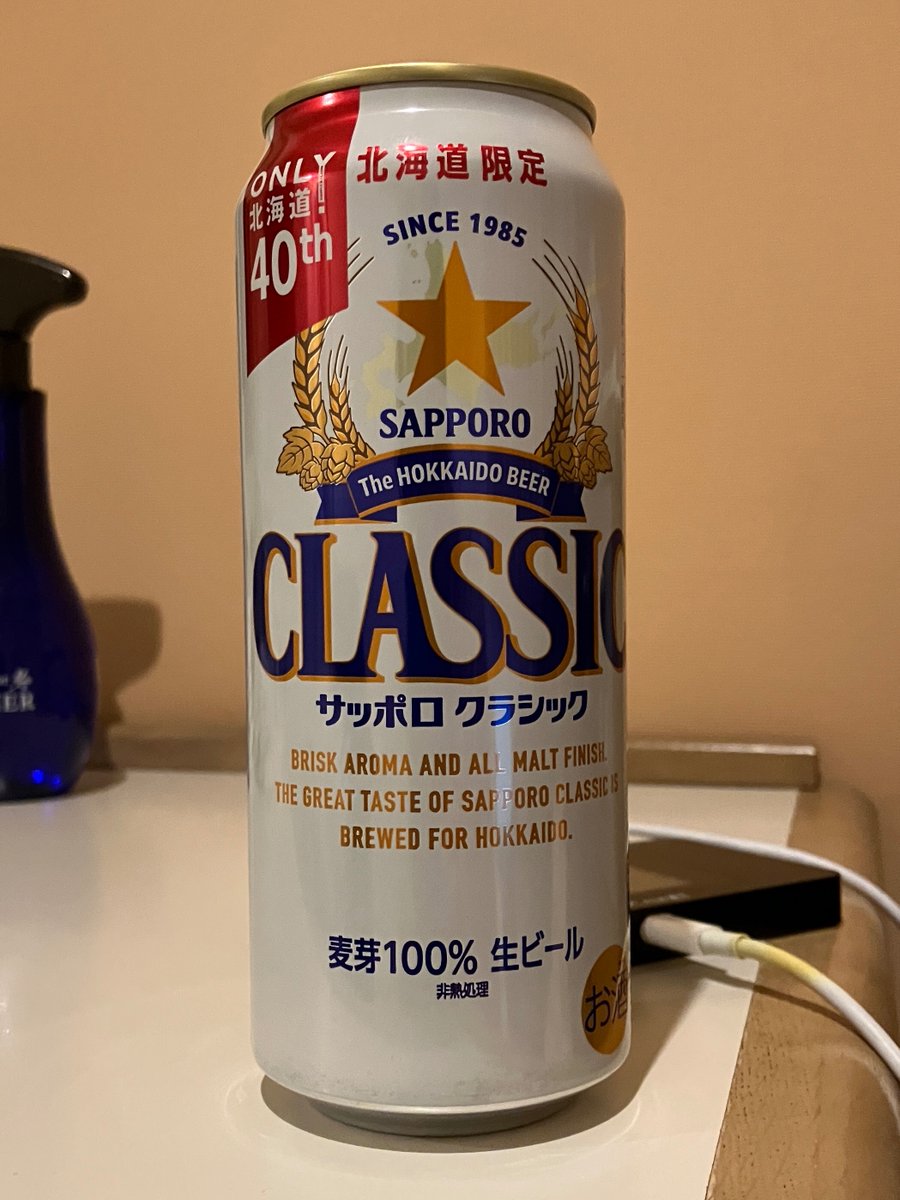 ONLY
北海道!
40th
北海道限定
SINCE 1985
SAPPORO
The HOKKAIDO BEER
CLASSIC
サッポロ クラシック
BRISK AROMA AND ALL MALT FINISH.
THE GREAT TASTE OF SAPPORO CLASSIC IS
BREWED FOR HOKKAIDO.
麦芽100% 生ビール
非熱処理
お酒